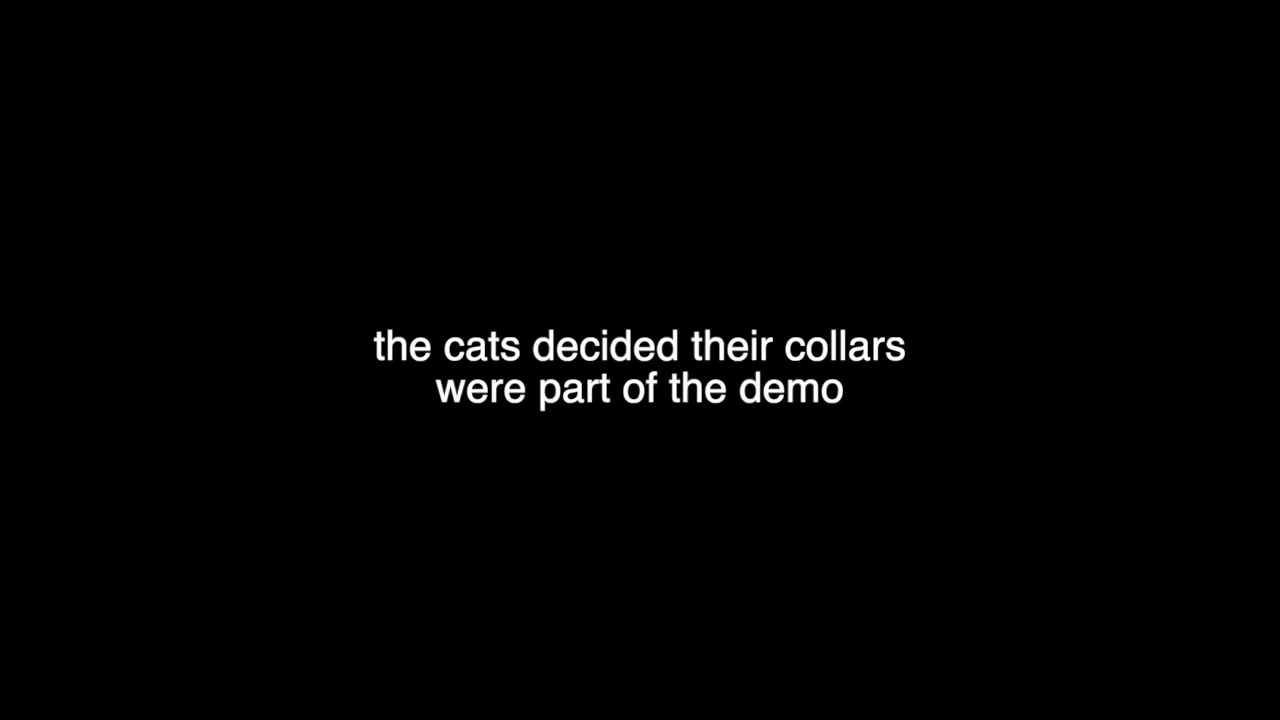 the cats decided their collars
were part of the demo